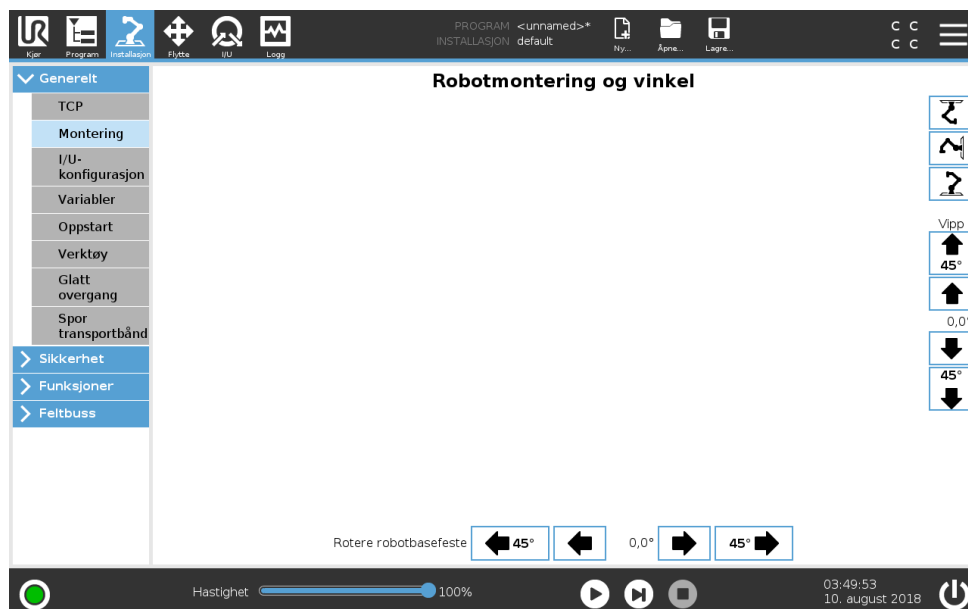 PROGRAM <unnamed>*
INSTALLASJON default
UR
Kjør
Program
Installasjon
Flytte
I/U
Logg
Ny...
Åpne...
Lagre...
C C
C C
Generelt
TCP
Montering
I/U-
konfigurasjon
Variabler
Oppstart
Verktøy
Glatt
overgang
Spor
transportbånd
Sikkerhet
Funksjoner
Feltbuss
Robotmontering og vinkel
Vipp
45°
0,0°
45°
Rotere robotbasefeste
45°
0,0°
45°
Hastighet
100%
03:49:53
10. august 2018